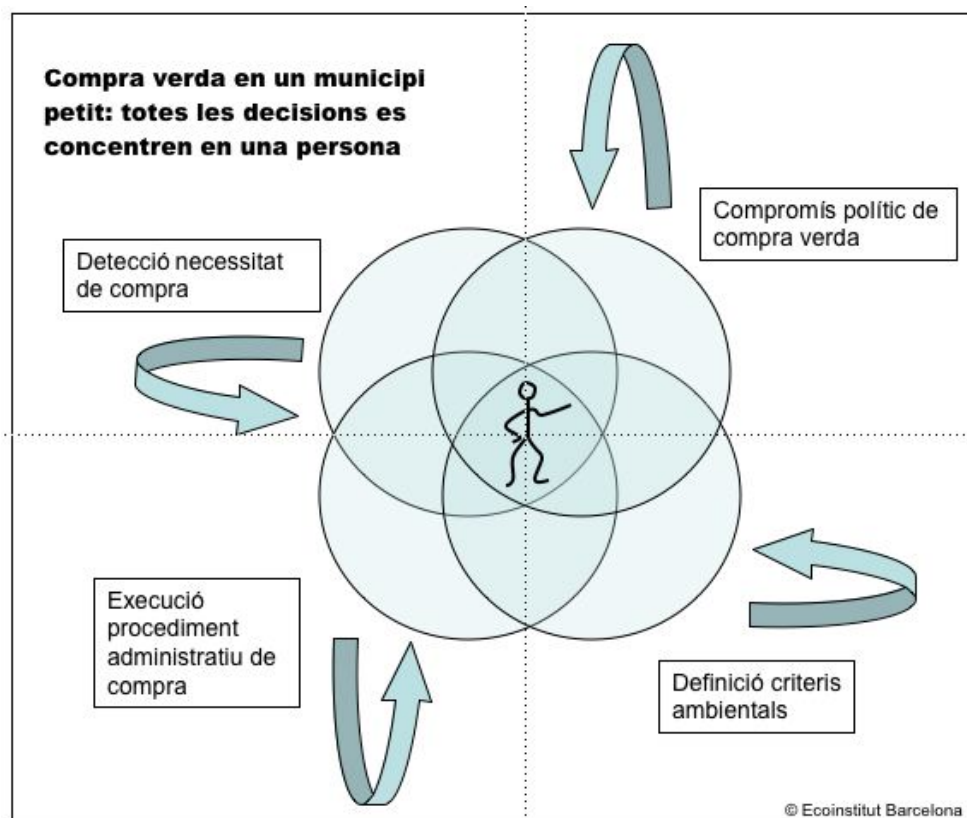 Compra verda en un municipi
petit: totes les decisions es
concentren en una persona
Compromís polític de
compra verda
Detecció necessitat
de compra
Execució
procediment
administratiu de
compra
Definició criteris
ambientals
© Ecoinstitut Barcelona